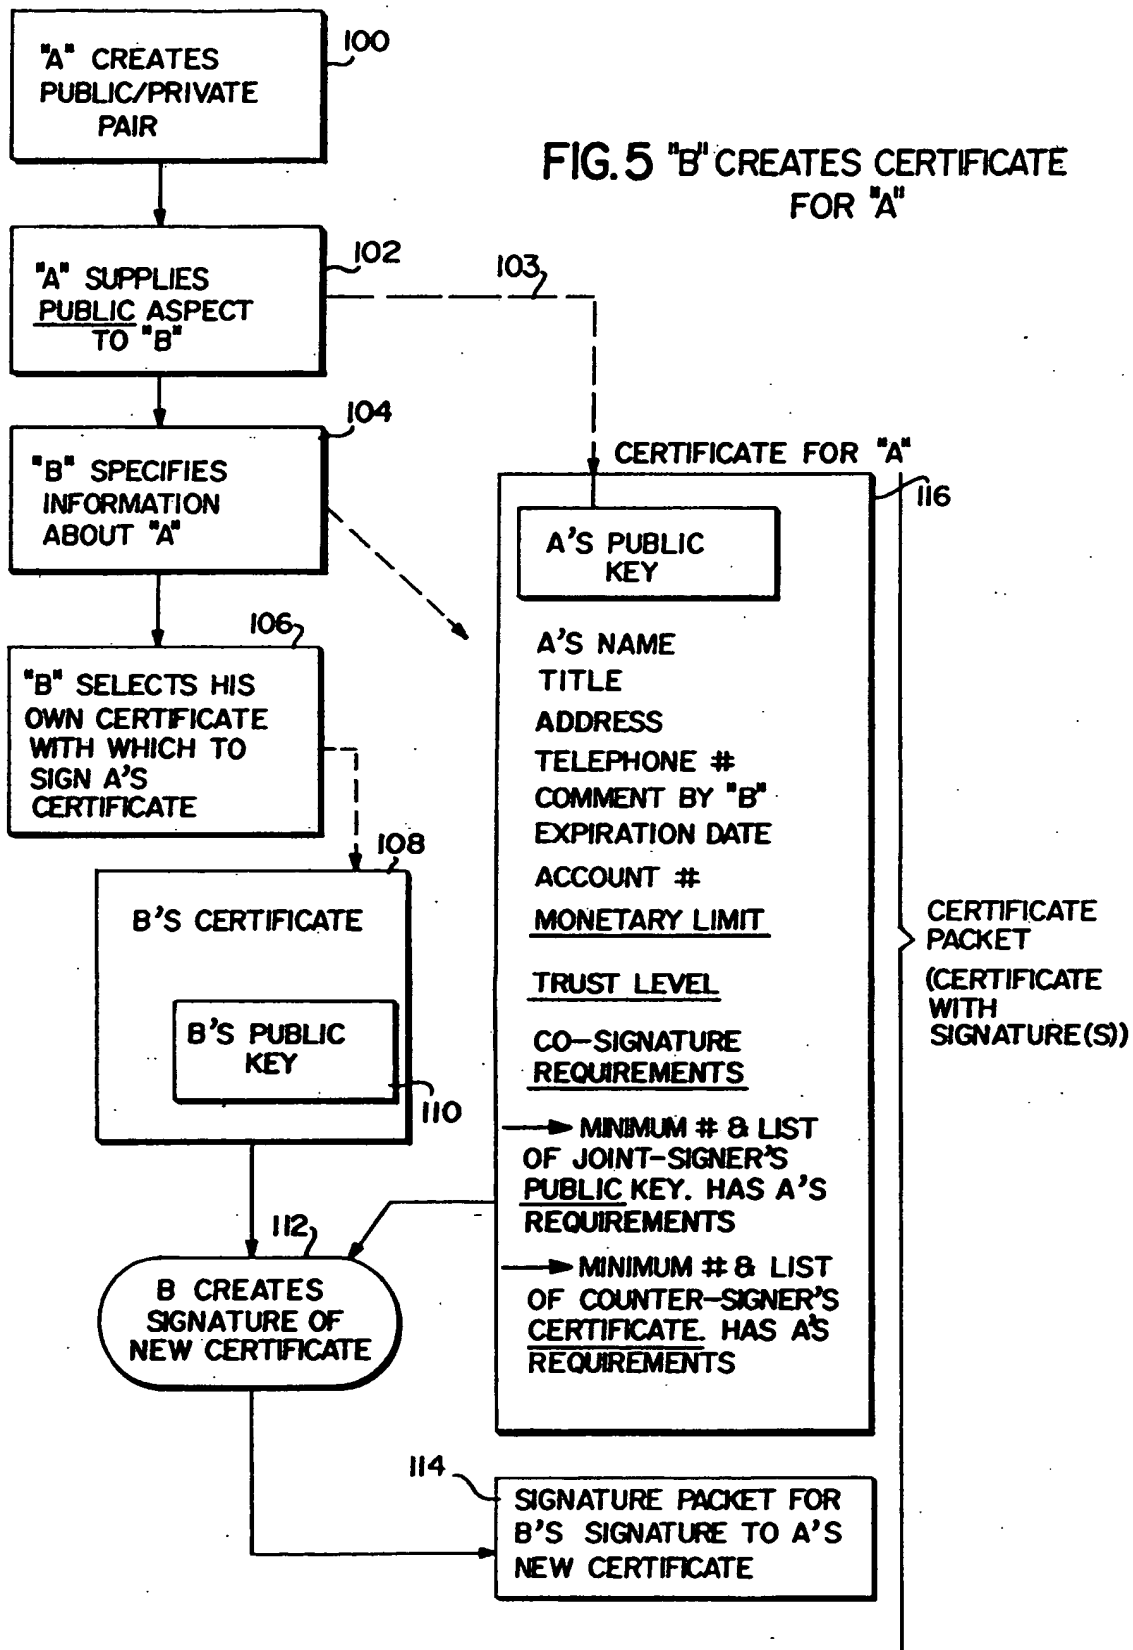 "A" CREATES
PUBLIC/PRIVATE
PAIR
100
FIG. 5 "B" CREATES CERTIFICATE
FOR "A"
"A" SUPPLIES
PUBLIC ASPECT
TO "B"
102
103
"B" SPECIFIES
INFORMATION
ABOUT "A"
104
"B" SELECTS HIS
OWN CERTIFICATE
WITH WHICH TO
SIGN A'S
CERTIFICATE
106
B'S CERTIFICATE
108
B'S PUBLIC
KEY
110
B CREATES
SIGNATURE OF
NEW CERTIFICATE
112
CERTIFICATE FOR "A"
116
A'S PUBLIC
KEY
A'S NAME
TITLE
ADDRESS
TELEPHONE #
COMMENT BY "B"
EXPIRATION DATE
ACCOUNT #
MONETARY LIMIT
TRUST LEVEL
CO-SIGNATURE
REQUIREMENTS
MINIMUM # & LIST
OF JOINT-SIGNER'S
PUBLIC KEY. HAS A'S
REQUIREMENTS
MINIMUM # & LIST
OF COUNTER-SIGNER'S
CERTIFICATE. HAS A'S
REQUIREMENTS
CERTIFICATE
PACKET
(CERTIFICATE
WITH
SIGNATURE(S))
114
SIGNATURE PACKET FOR
B'S SIGNATURE TO A'S
NEW CERTIFICATE